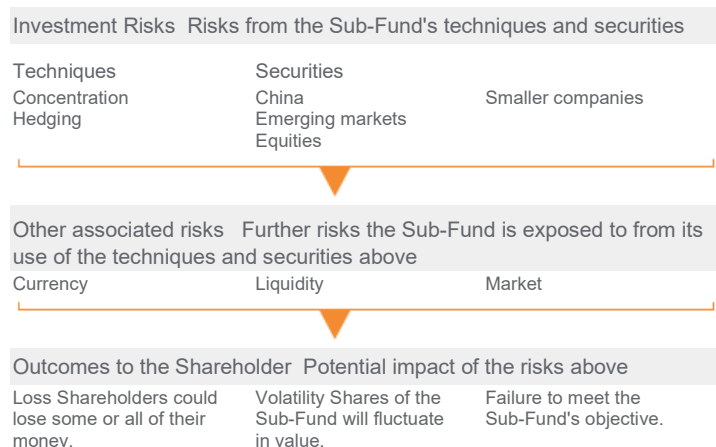 Investment Risks Risks from the Sub-Fund's techniques and securities
Techniques
Securities
Concentration
China
Smaller companies
Hedging
Emerging markets
Equities
Other associated risks Further risks the Sub-Fund is exposed to from its
use of the techniques and securities above
Currency
Liquidity
Market
Outcomes to the Shareholder Potential impact of the risks above
Loss Shareholders could
lose some or all of their
money.
Volatility Shares of the
Sub-Fund will fluctuate
in value.
Failure to meet the
Sub-Fund's objective.